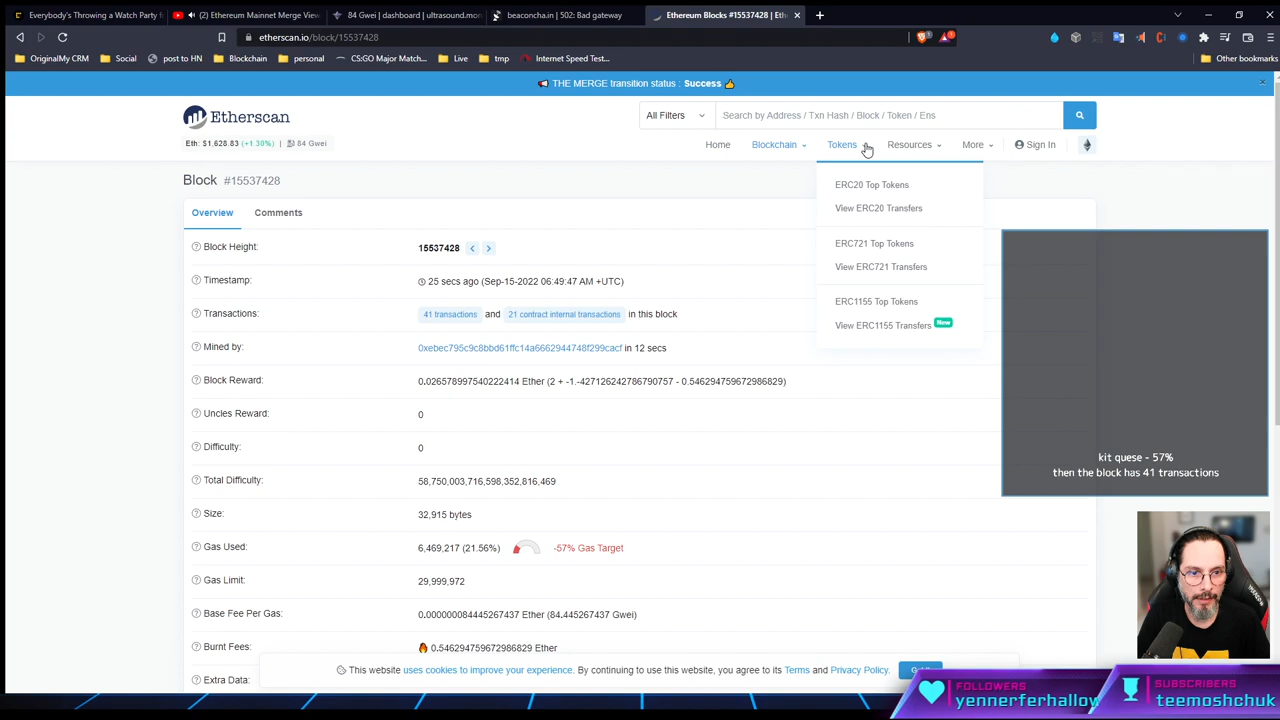 Everybody's Throwing a Watch Party f
(2) Ethereum Mainnet Merge View
84 Gwei | dashboard | ultrasound.mon
beaconcha.in | 502: Bad gateway
Ethereum Blocks #15537428 | Eth
etherscan.io/block/15537428
OriginalMy CRM
Social
post to HN
Blockchain
personal
CS:GO Major Match...
Live
tmp
Internet Speed Test...
Other bookmarks
THE MERGE transition status : Success
Etherscan
All Filters
Search by Address / Txn Hash / Block / Token / Ens
Eth: $1,628.83 (+1.30%) | 84 Gwei
Home
Blockchain
Tokens
Resources
More
Sign In
Block #15537428
ERC20 Top Tokens
View ERC20 Transfers
ERC721 Top Tokens
View ERC721 Transfers
ERC1155 Top Tokens
View ERC1155 Transfers New
Overview
Comments
Block Height: 15537428
Timestamp: 25 secs ago (Sep-15-2022 06:49:47 AM +UTC)
Transactions: 41 transactions and 21 contract internal transactions in this block
Mined by: 0xebec795c9c8bbd61ffc14a6662944748f299cacf in 12 secs
Block Reward: 0.026578997540222414 Ether (2 + -1.-427126242786790757 - 0.546294759672986829)
Uncles Reward: 0
Difficulty: 0
Total Difficulty: 58,750,003,716,598,352,816,469
Size: 32,915 bytes
Gas Used: 6,469,217 (21.56%) -57% Gas Target
Gas Limit: 29,999,972
Base Fee Per Gas: 0.000000084445267437 Ether (84.445267437 Gwei)
Burnt Fees: 0.546294759672986829 Ether
Extra Data:
kit quese - 57%
then the block has 41 transactions
This website uses cookies to improve your experience. By continuing to use this website, you agree to its Terms and Privacy Policy.
FOLLOWERS
yennerferhallow
SUBSCRIBERS
teemoshchuk